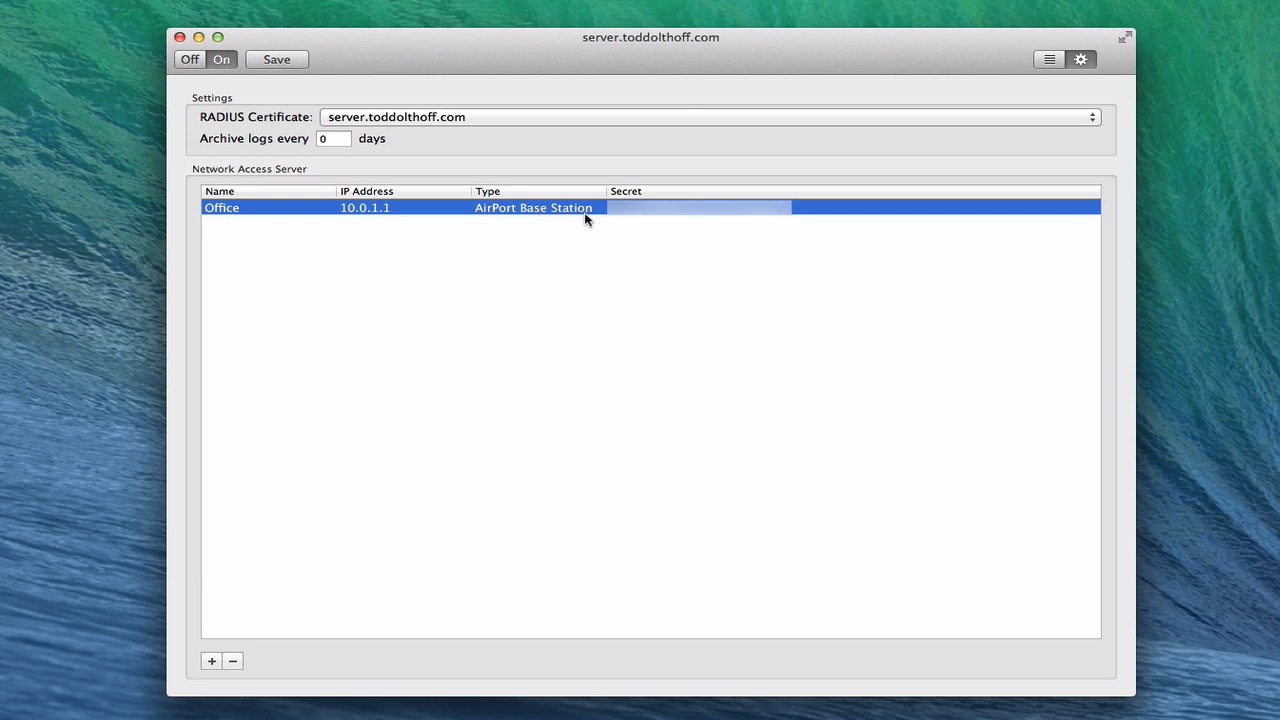 server.toddolthoff.com
Off On Save
Settings
RADIUS Certificate: server.toddolthoff.com
Archive logs every 0 days
Network Access Server
Name IP Address Type Secret
Office 10.0.1.1 AirPort Base Station
+ −